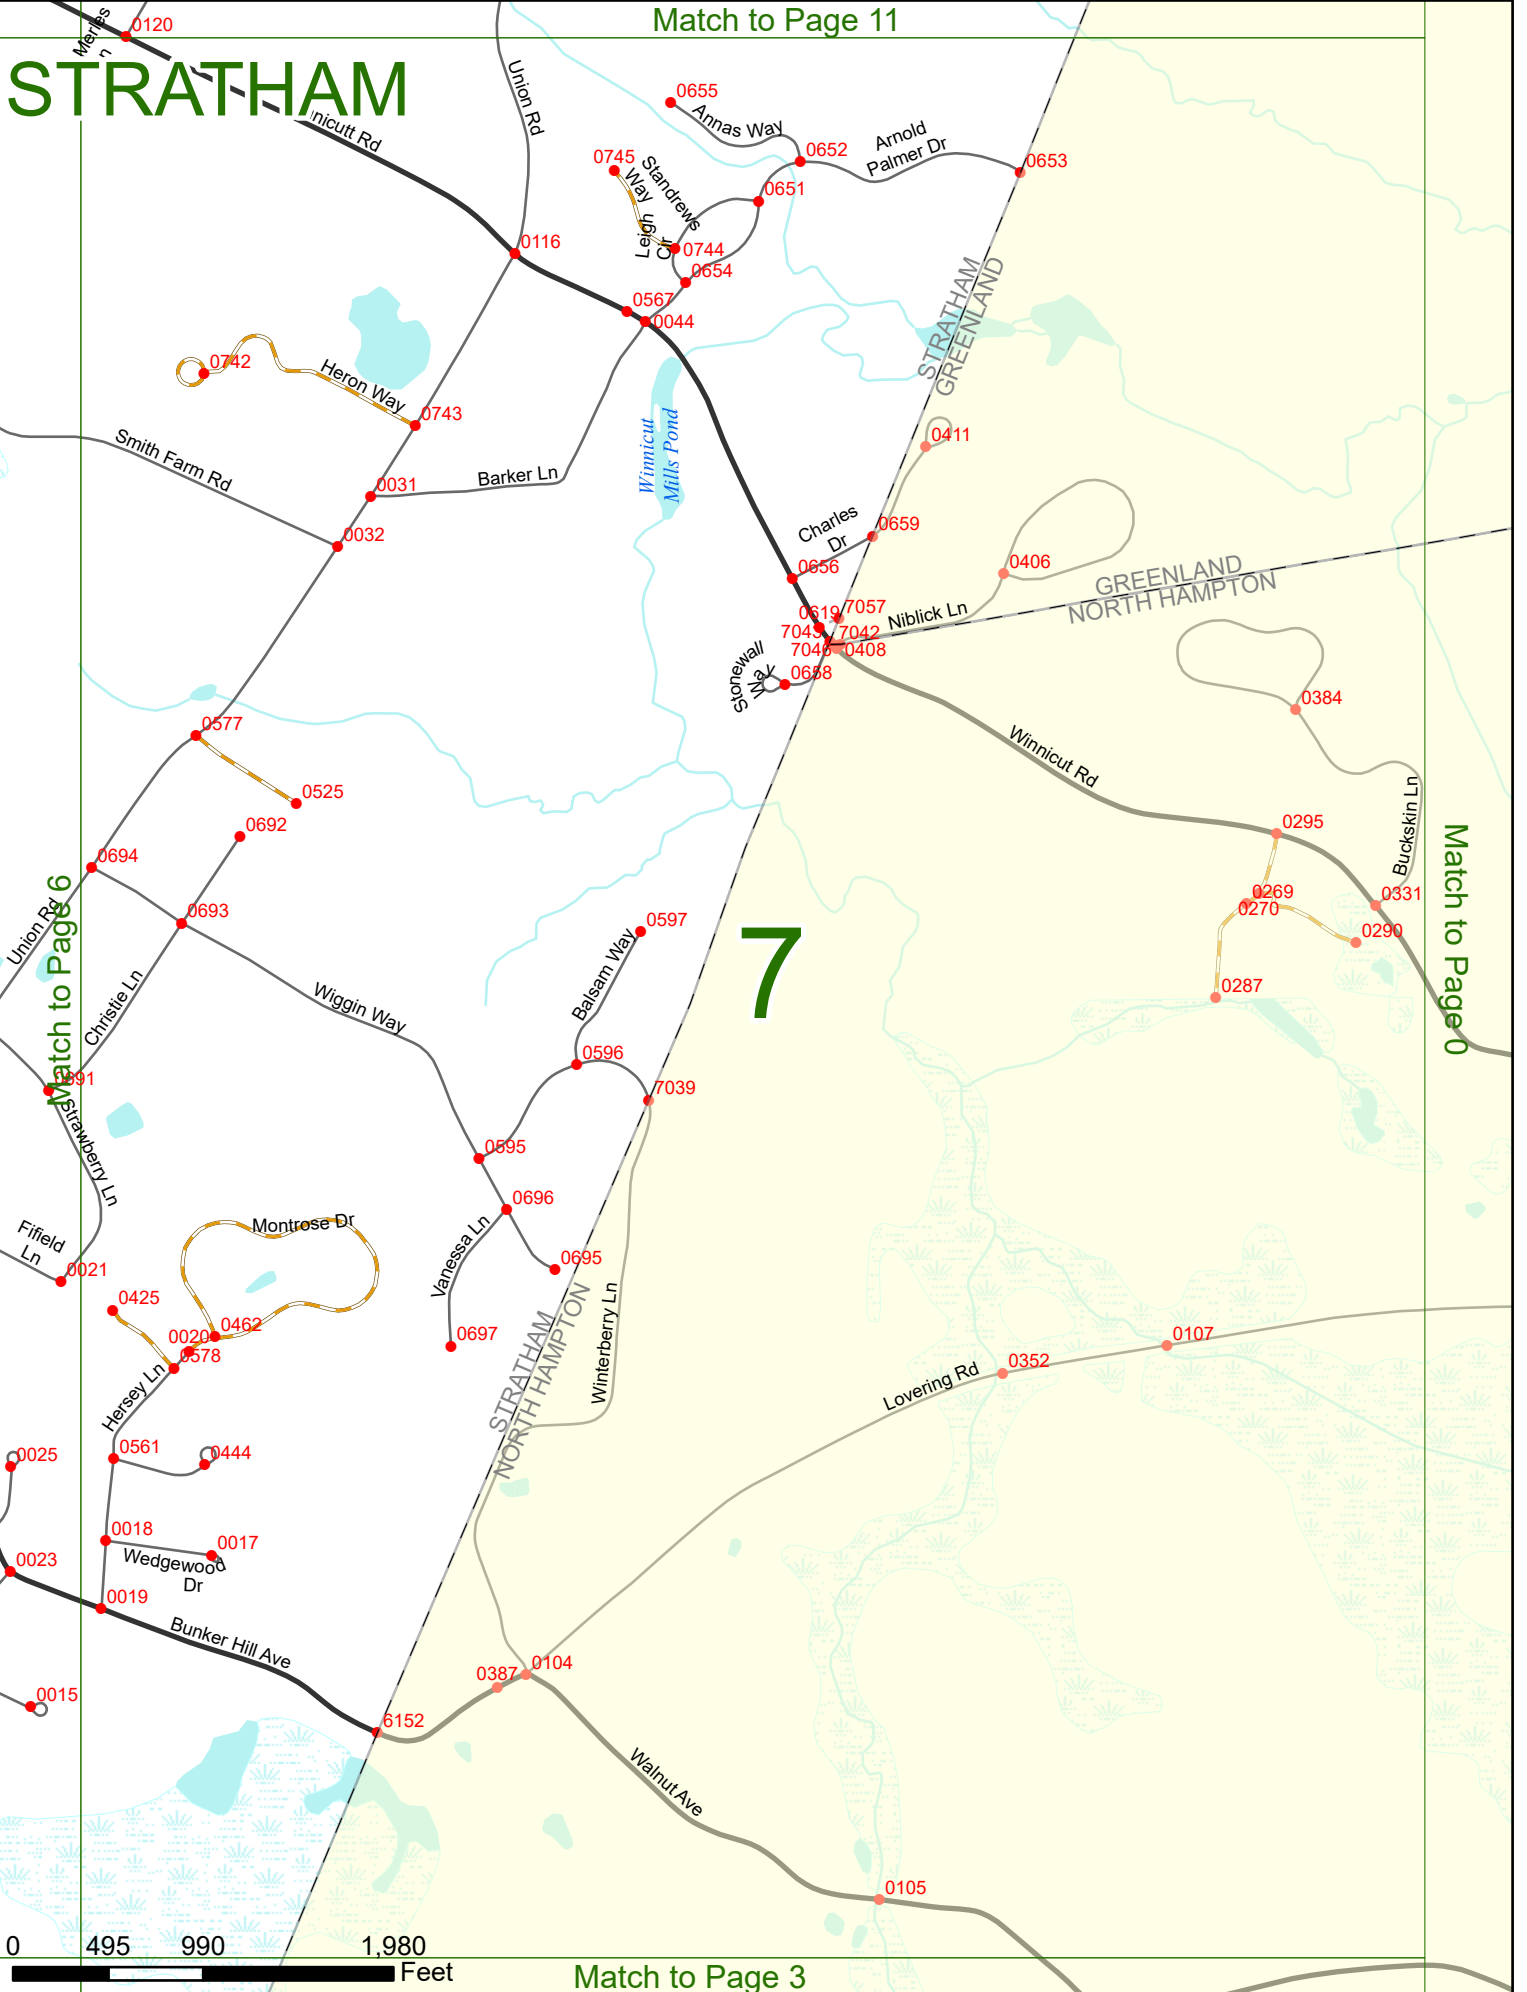 Match to Page 11
0120
Merles
STRATHAM
nicutt Rd
Union Rd
0655
Annas Way
0652
Arnold
Palmer Dr
0653
0745
Standrews
Cir
Leigh
Way
0651
0744
0654
0116
0567
0044
STRATHAM
GREENLAND
0742
Heron Way
0743
Winnicut
Mills Pond
0411
Smith Farm Rd
0031
Barker Ln
0032
Charles
Dr
0659
0656
0406
GREENLAND
NORTH HAMPTON
0619
7057
Niblick Ln
7042
7046
0408
Stonewall
Way
0658
0384
0577
Winnicut Rd
0525
0692
0295
Buckskin Ln
0694
Match to Page 6
Union Rd
0693
0269
0270
0331
0290
Match to Page 0
0597
Balsam Way
7
0287
Christie Ln
Wiggin Way
0596
0691
7039
Strawberry Ln
0595
0696
Fifield
Ln
Montrose Dr
Vanessa Ln
0695
0021
0425
0462
0020
0578
0697
STRATHAM
NORTH HAMPTON
Winterberry Ln
0107
0352
Lovering Rd
Hersey Ln
0561
0444
0025
0018
0017
Wedgewood
Dr
0023
0019
Bunker Hill Ave
0104
0387
0015
6152
Walnut Ave
0105
0
495
990
1,980
Feet
Match to Page 3